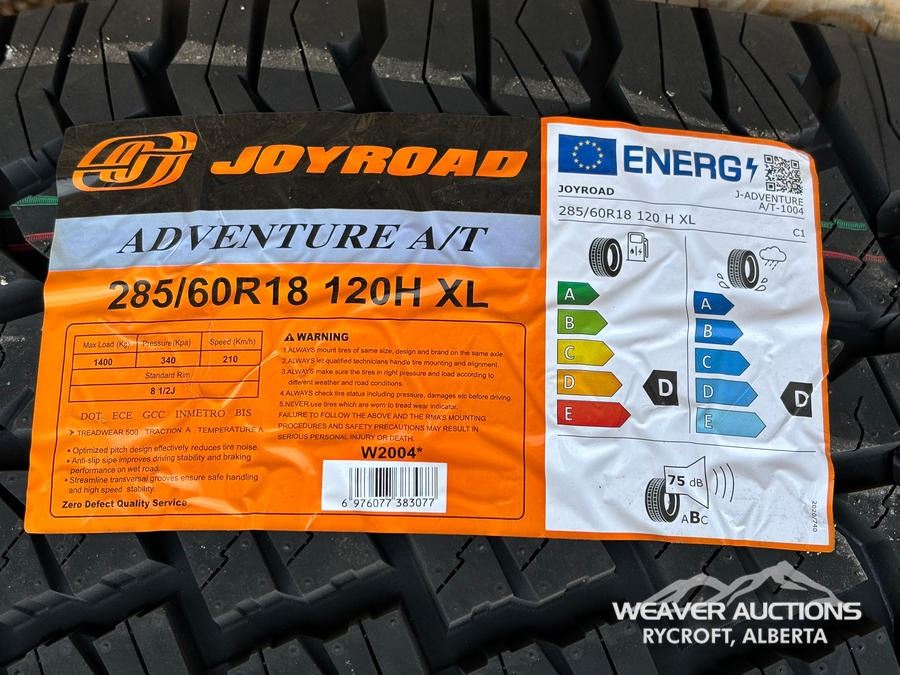 JOYROAD
ADVENTURE A/T
285/60R18 120H XL
Max Load (Kg) Pressure (Kpa) Speed (Km/h)
1400 340 210
Standard Rim
8 1/2J
DOT ECE GCC INMETRO BIS
TREADWEAR 500 TRACTION A TEMPERATURE A
• Optimized pitch design effectively reduces tire noise.
• Anti-slip sipe improves driving stability and braking
performance on wet road.
• Streamline transversal grooves ensure safe handling
and high speed stability.
Zero Defect Quality Service
WARNING
1.ALWAYS mount tires of same size, design and brand on the same axle.
2.ALWAYS let qualified technicians handle tire mounting and alignment.
3.ALWAYS make sure the tires in right pressure and load according to
different weather and road conditions.
4.ALWAYS check tire status including pressure, damages etc before driving.
5.NEVER use tires which are worn to tread wear indicator.
FAILURE TO FOLLOW THE ABOVE AND THE RMA'S MOUNTING
PROCEDURES AND SAFETY PRECAUTIONS MAY RESULT IN
SERIOUS PERSONAL INJURY OR DEATH.
W2004*
6 976077 383077
ENERG
JOYROAD
J-ADVENTURE
A/T-1004
285/60R18 120 H XL
C1
A
B
C
D
E
D
A
B
C
D
E
D
75 dB
ABC
2020/740
WEAVER AUCTIONS
RYCROFT, ALBERTA